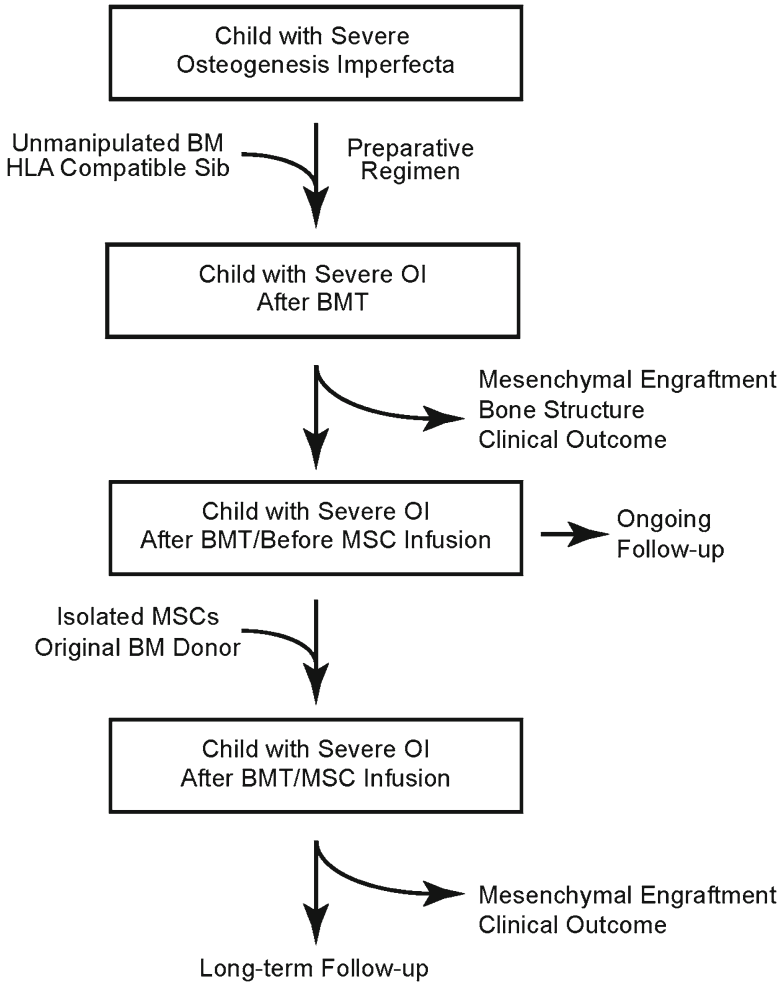 Child with Severe
Osteogenesis Imperfecta
Unmanipulated BM
HLA Compatible Sib
Preparative
Regimen
Child with Severe OI
After BMT
Mesenchymal Engraftment
Bone Structure
Clinical Outcome
Child with Severe OI
After BMT/Before MSC Infusion
Ongoing
Follow-up
Isolated MSCs
Original BM Donor
Child with Severe OI
After BMT/MSC Infusion
Mesenchymal Engraftment
Clinical Outcome
Long-term Follow-up